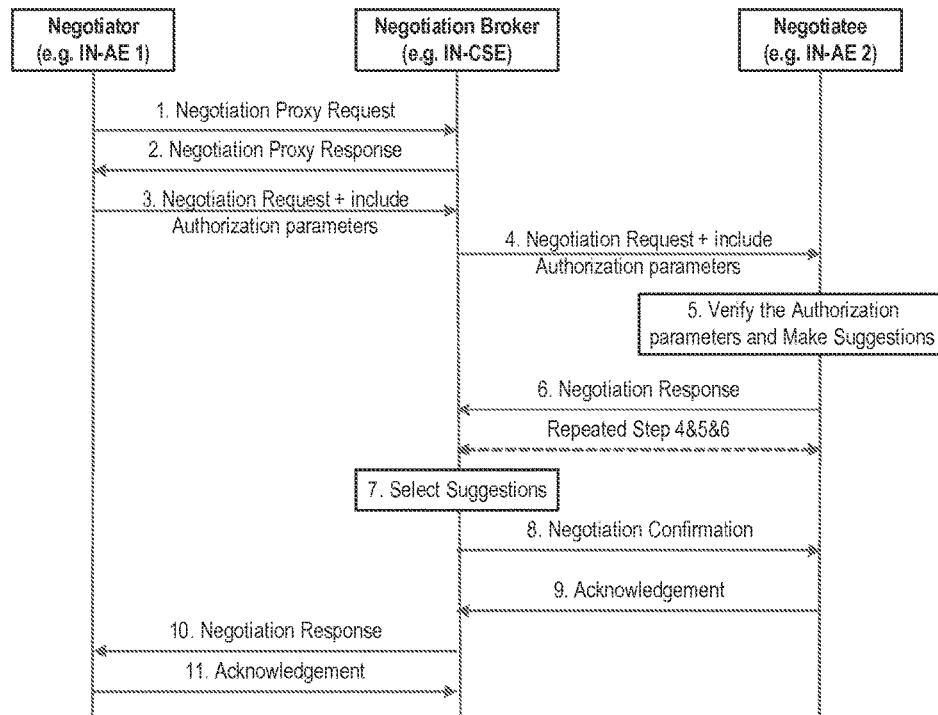 Negotiator
(e.g. IN-AE 1)
Negotiation Broker
(e.g. IN-CSE)
Negotiatee
(e.g. IN-AE 2)
1. Negotiation Proxy Request
2. Negotiation Proxy Response
3. Negotiation Request + include
Authorization parameters
4. Negotiation Request + include
Authorization parameters
5. Verify the Authorization
parameters and Make Suggestions
6. Negotiation Response
Repeated Step 4&5&6
7. Select Suggestions
8. Negotiation Confirmation
9. Acknowledgement
10. Negotiation Response
11. Acknowledgement